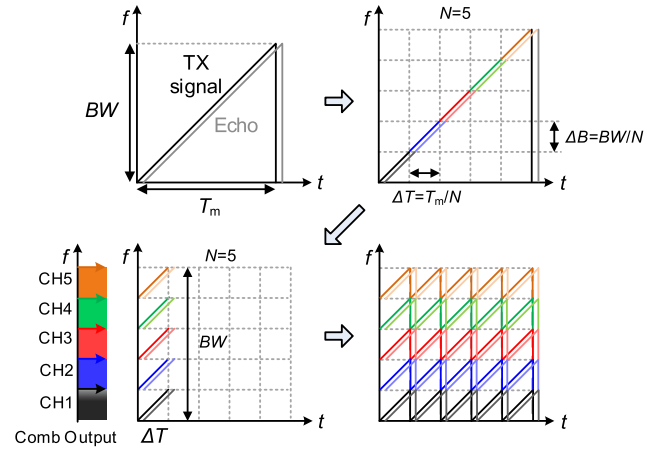 f
N=5
f
TX
signal
BW
Echo
ΔB=BW/N
t
t
Tm
ΔT=Tm/N
f
f
N=5
f
CH5
CH4
CH3
BW
CH2
CH1
t
t
Comb Output
ΔT